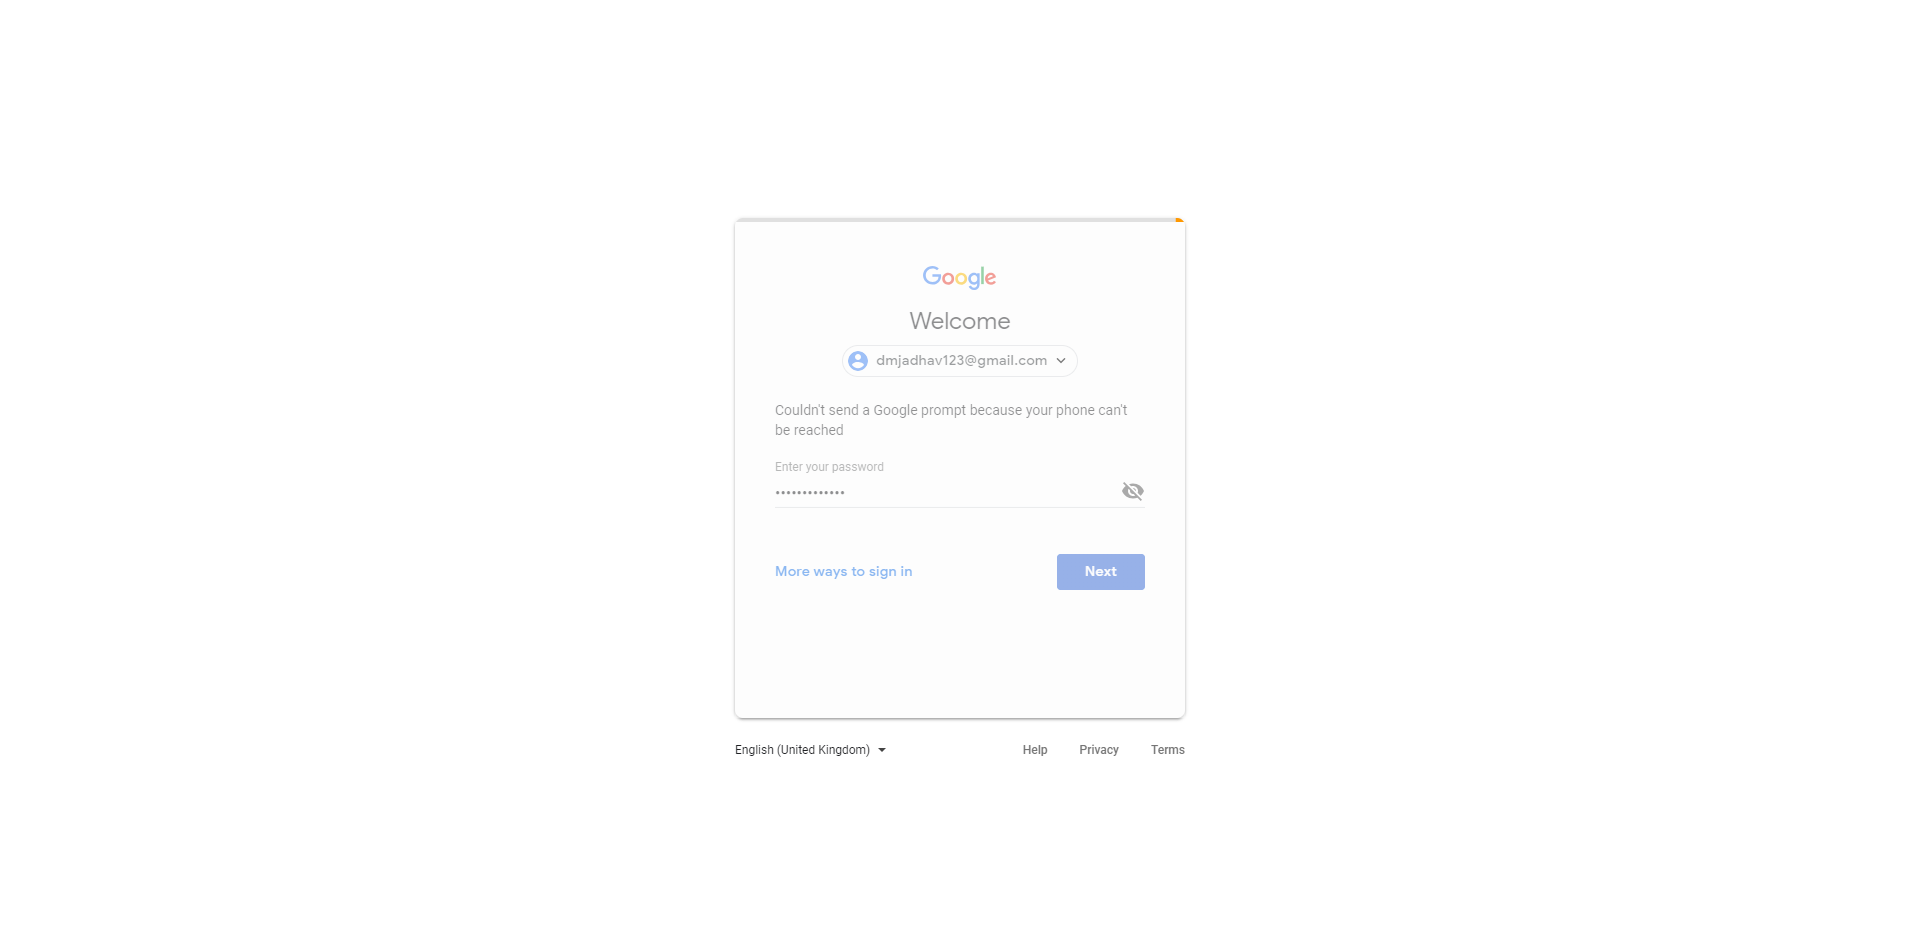 Google
Welcome
dmjadhav123@gmail.com
Couldn't send a Google prompt because your phone can't
be reached
Enter your password
•••••••••••••
More ways to sign in
Next
English (United Kingdom)
Help
Privacy
Terms